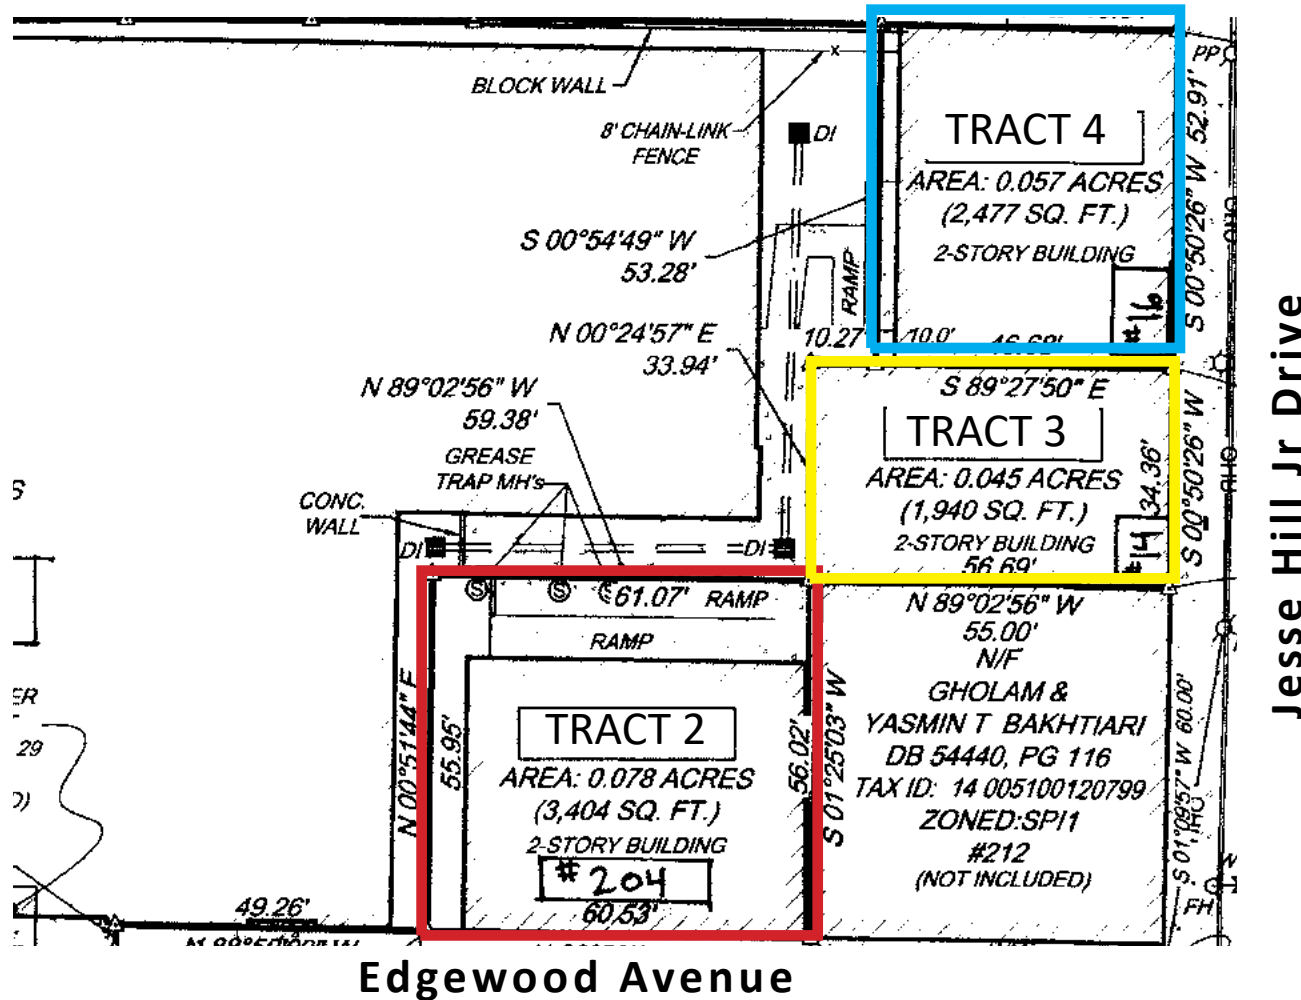 PP
BLOCK WALL
8' CHAIN-LINK
FENCE
DI
TRACT 4
AREA: 0.057 ACRES
(2,477 SQ. FT.)
2-STORY BUILDING
#16
S 00°50'26" W 52.91'
OHU
S 00°54'49" W
53.28'
RAMP
N 00°24'57" E
33.94'
10.27'
10.0'
46.68'
S 89°27'50" E
TRACT 3
AREA: 0.045 ACRES
(1,940 SQ. FT.)
2-STORY BUILDING
56.69'
#14
34.36'
S 00°50'26" W
N 89°02'56" W
59.38'
GREASE
TRAP MH's
CONC.
WALL
DI
DI
S
S
S
61.07'
RAMP
RAMP
N 00°51'44" E
55.95'
TRACT 2
AREA: 0.078 ACRES
(3,404 SQ. FT.)
2-STORY BUILDING
#204
60.53'
56.02'
S 01°25'03" W
N 89°02'56" W
55.00'
N/F
GHOLAM &
YASMIN T BAKHTIARI
DB 54440, PG 116
TAX ID: 14 005100120799
ZONED:SPI1
#212
(NOT INCLUDED)
S 01°09'57" W 60.00'
FH
S
ER
29
49.26'
Edgewood Avenue
Jesse Hill Jr Drive